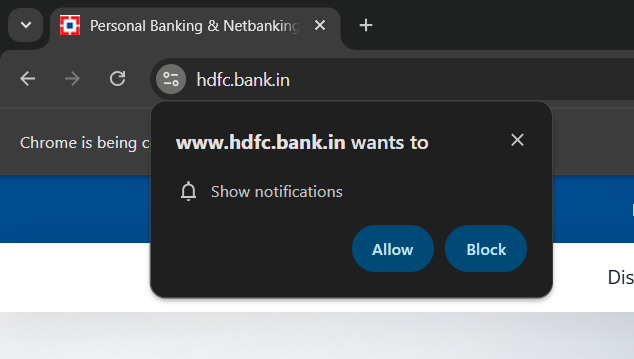 Personal Banking & Netbanking
hdfc.bank.in
Chrome is being c
www.hdfc.bank.in wants to
Show notifications
Allow Block
Dis